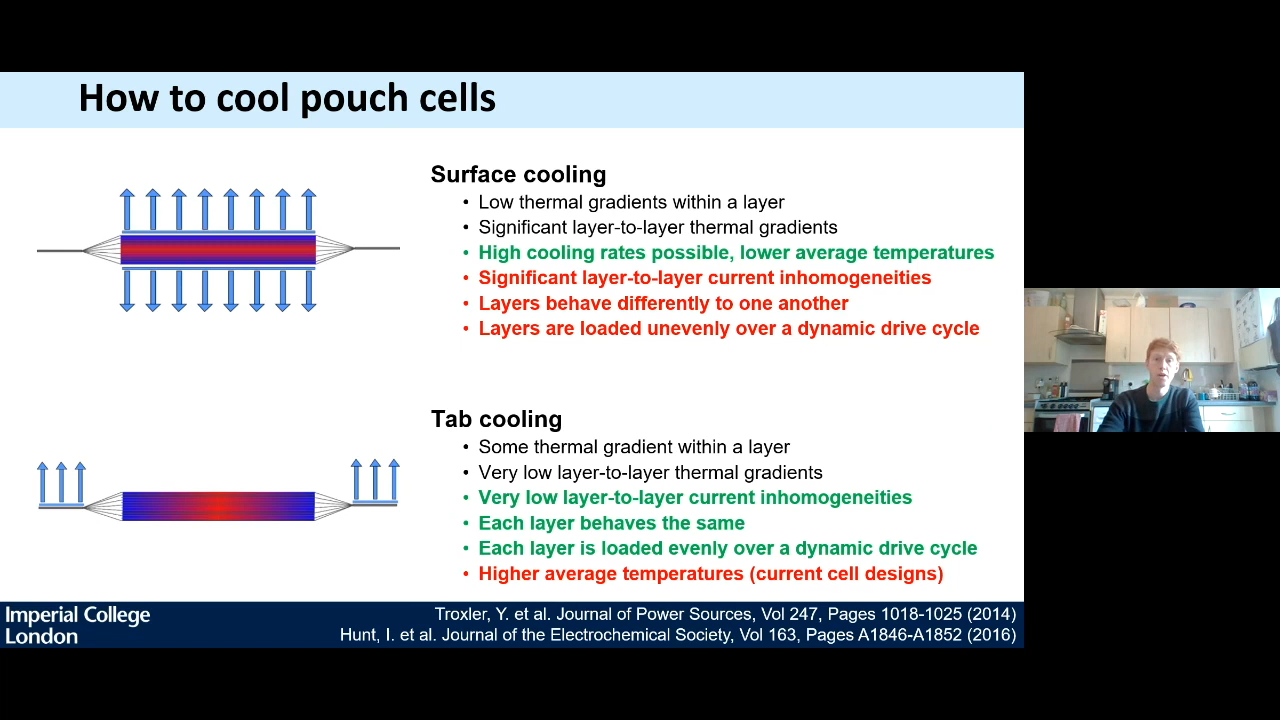 How to cool pouch cells
Surface cooling
• Low thermal gradients within a layer
• Significant layer-to-layer thermal gradients
• High cooling rates possible, lower average temperatures
• Significant layer-to-layer current inhomogeneities
• Layers behave differently to one another
• Layers are loaded unevenly over a dynamic drive cycle
Tab cooling
• Some thermal gradient within a layer
• Very low layer-to-layer thermal gradients
• Very low layer-to-layer current inhomogeneities
• Each layer behaves the same
• Each layer is loaded evenly over a dynamic drive cycle
• Higher average temperatures (current cell designs)
Imperial College
London
Troxler, Y. et al. Journal of Power Sources, Vol 247, Pages 1018-1025 (2014)
Hunt, I. et al. Journal of the Electrochemical Society, Vol 163, Pages A1846-A1852 (2016)